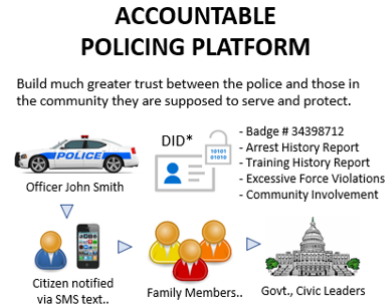 ACCOUNTABLE
POLICING PLATFORM
Build much greater trust between the police and those in
the community they are supposed to serve and protect.
POLICE
Officer John Smith
DID*
10101
01010
- Badge # 34398712
- Arrest History Report
- Training History Report
- Excessive Force Violations
- Community Involvement
Citizen notified
via SMS text..
Family Members..
Govt., Civic Leaders